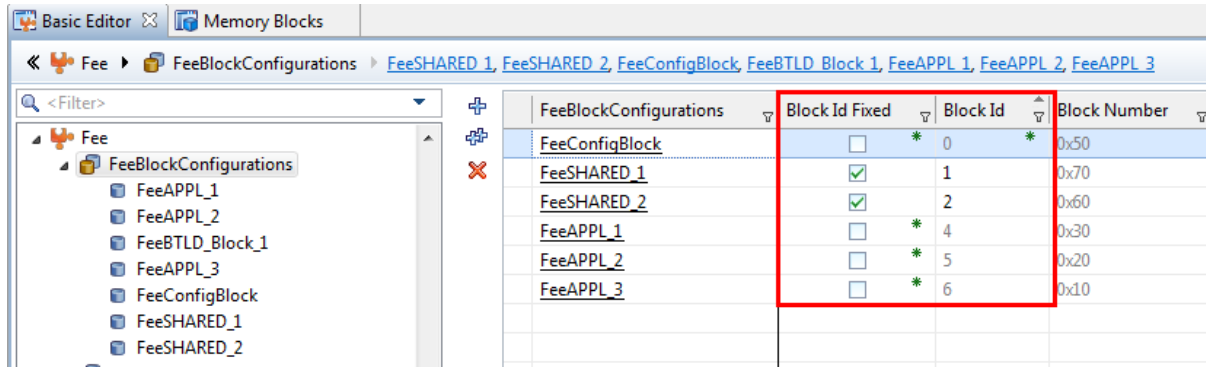 Basic Editor Memory Blocks
Fee FeeBlockConfigurations FeeSHARED_1, FeeSHARED_2, FeeConfigBlock, FeeBTLD_Block_1, FeeAPPL_1, FeeAPPL_2, FeeAPPL_3
<Filter>
Fee
FeeBlockConfigurations
FeeAPPL_1
FeeAPPL_2
FeeBTLD_Block_1
FeeAPPL_3
FeeConfigBlock
FeeSHARED_1
FeeSHARED_2
FeeBlockConfigurations Block Id Fixed Block Id Block Number
FeeConfigBlock * 0 * 0x50
FeeSHARED_1 1 0x70
FeeSHARED_2 2 0x60
FeeAPPL_1 * 4 0x30
FeeAPPL_2 * 5 0x20
FeeAPPL_3 * 6 0x10